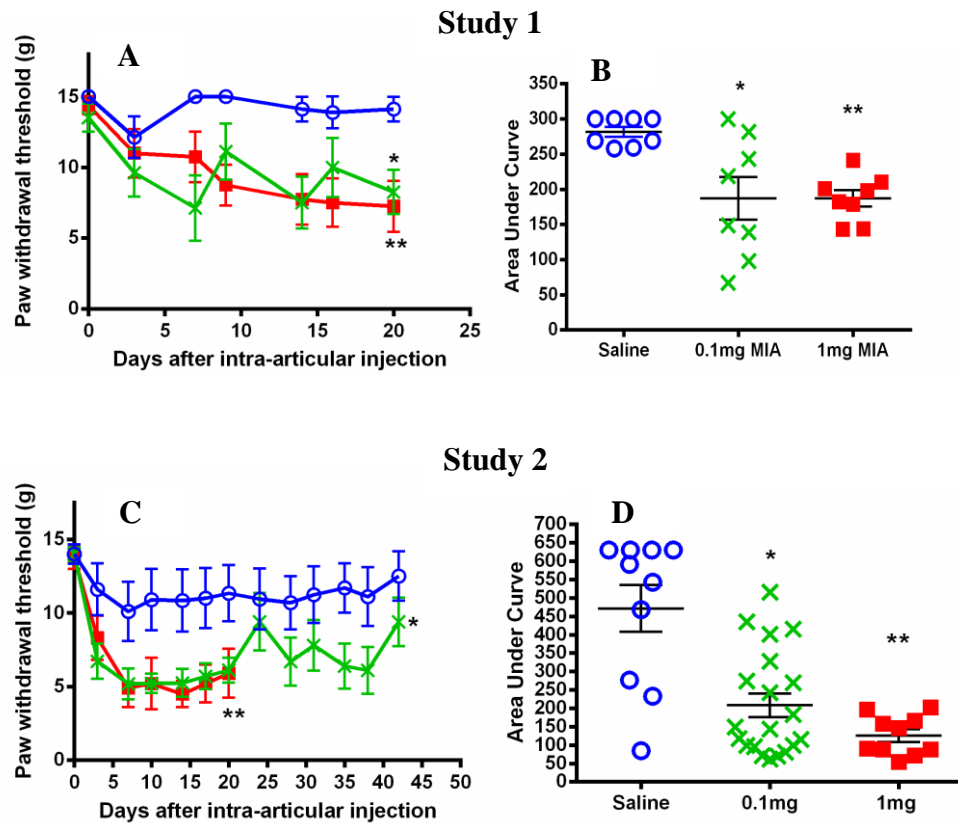 Study 1
A
Paw withdrawal threshold (g)
15
10
5
0
*
**
0 5 10 15 20 25
Days after intra-articular injection
B
Area Under Curve
350
300
250
200
150
100
50
0
*
**
Saline 0.1mg MIA 1mg MIA
Study 2
C
Paw withdrawal threshold (g)
15
10
5
0
*
**
0 5 10 15 20 25 30 35 40 45 50
Days after intra-articular injection
D
Area Under Curve
700
650
600
550
500
450
400
350
300
250
200
150
100
50
0
*
**
Saline 0.1mg 1mg